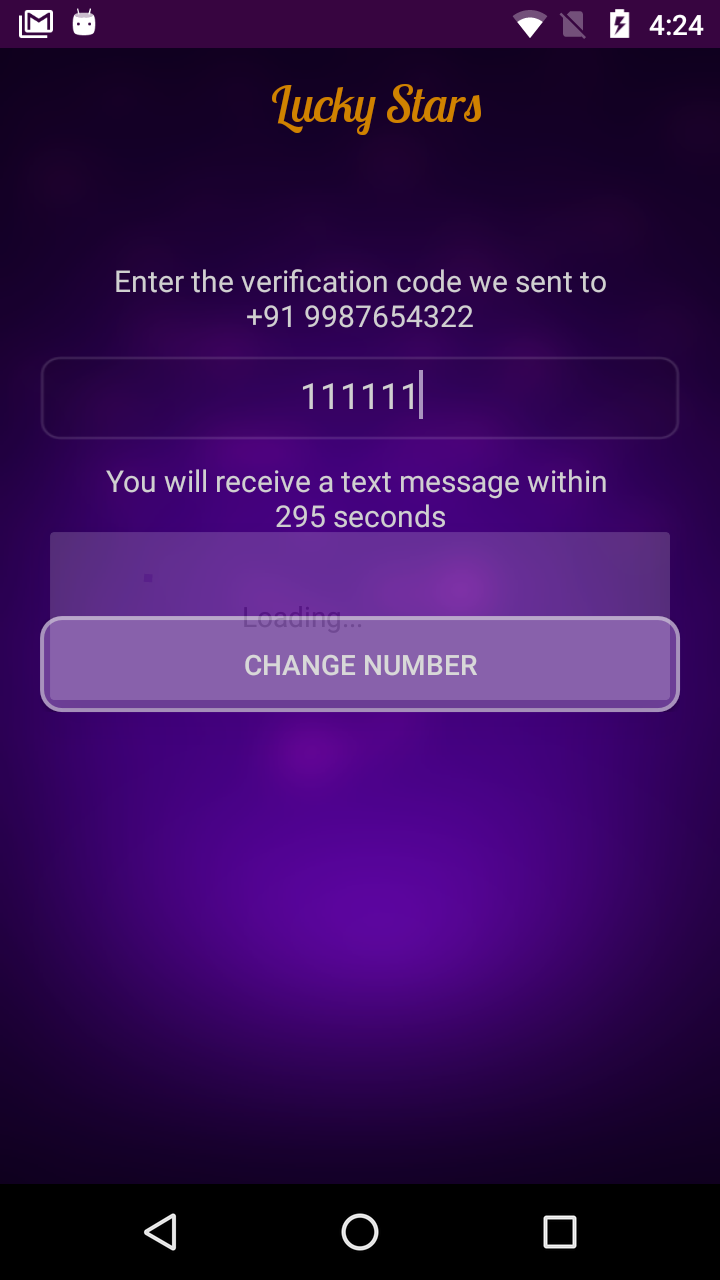 4:24
Lucky Stars
Enter the verification code we sent to
+91 9987654322
111111
You will receive a text message within
295 seconds
Loading...
CHANGE NUMBER